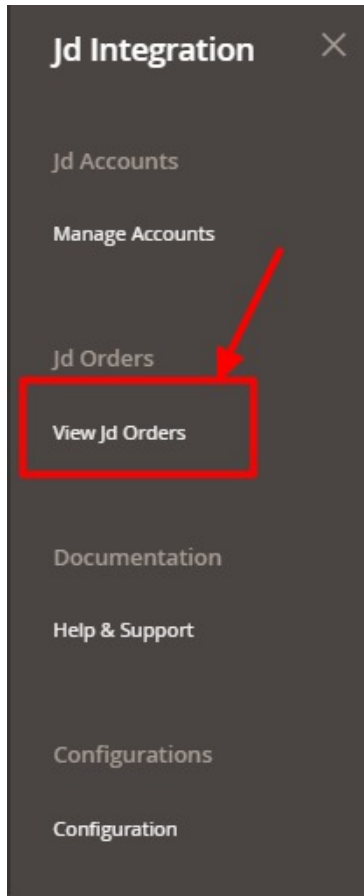 Jd Integration
Jd Accounts
Manage Accounts
Jd Orders
View Jd Orders
Documentation
Help & Support
Configurations
Configuration